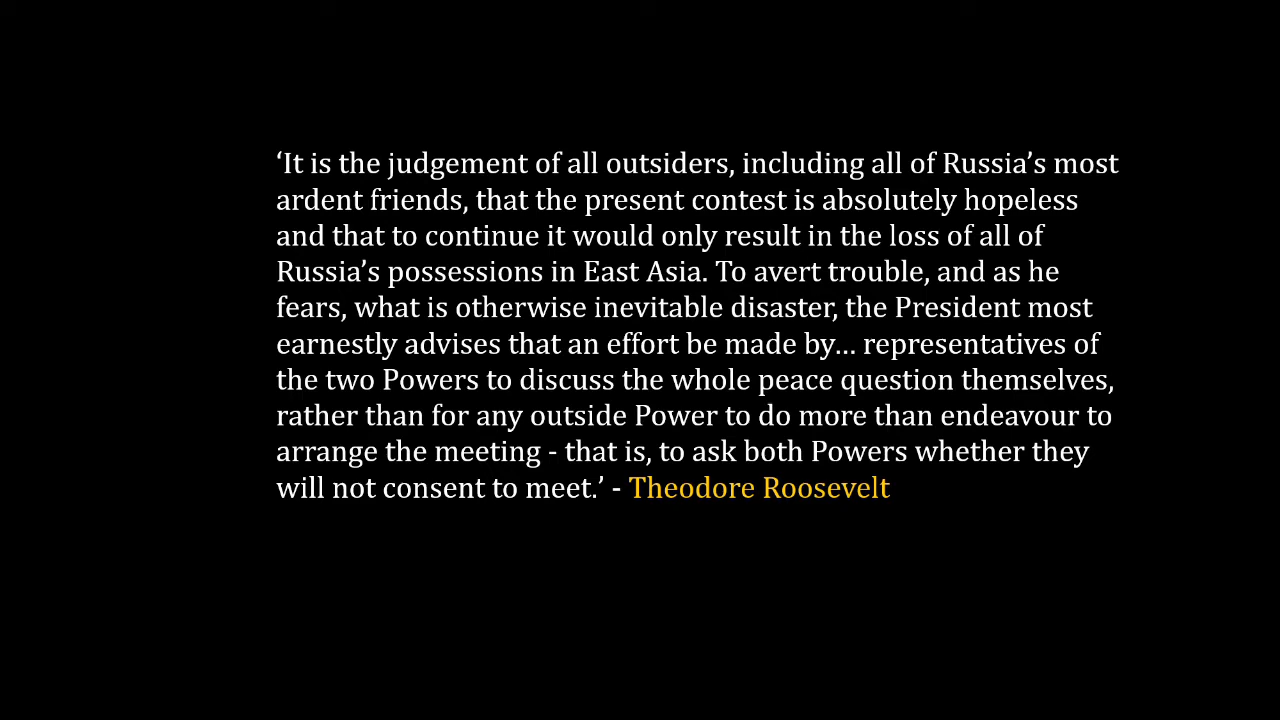 ‘It is the judgement of all outsiders, including all of Russia’s most
ardent friends, that the present contest is absolutely hopeless
and that to continue it would only result in the loss of all of
Russia’s possessions in East Asia. To avert trouble, and as he
fears, what is otherwise inevitable disaster, the President most
earnestly advises that an effort be made by... representatives of
the two Powers to discuss the whole peace question themselves,
rather than for any outside Power to do more than endeavour to
arrange the meeting - that is, to ask both Powers whether they
will not consent to meet.’ - Theodore Roosevelt